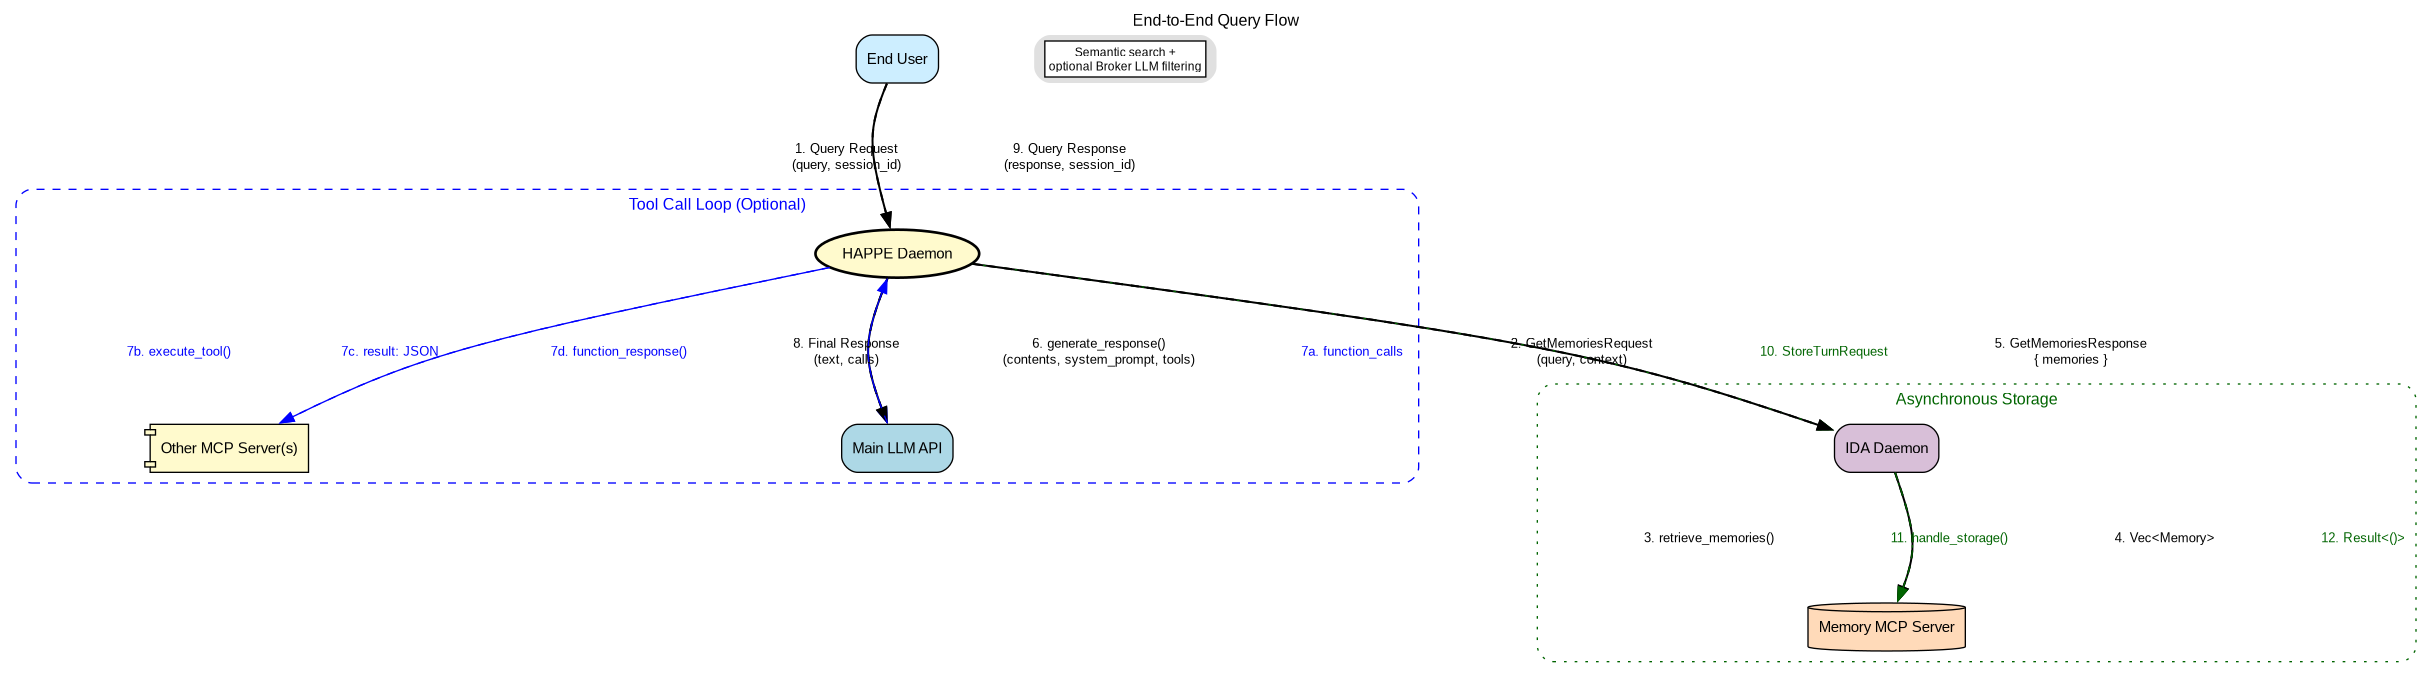 End-to-End Query Flow
End User
Semantic search +
optional Broker LLM filtering
1. Query Request
(query, session_id)
9. Query Response
(response, session_id)
Tool Call Loop (Optional)
HAPPE Daemon
7b. execute_tool()
7c. result: JSON
7d. function_response()
8. Final Response
(text, calls)
6. generate_response()
(contents, system_prompt, tools)
7a. function_calls
2. GetMemoriesRequest
(query, context)
10. StoreTurnRequest
5. GetMemoriesResponse
{ memories }
Asynchronous Storage
Other MCP Server(s)
Main LLM API
IDA Daemon
3. retrieve_memories()
11. handle_storage()
4. Vec<Memory>
12. Result<()>
Memory MCP Server